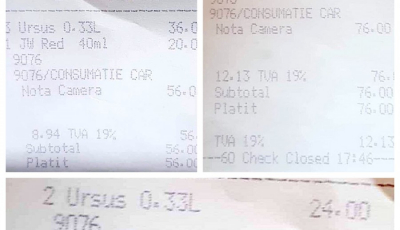 3 Ursus 0.33L 36.0
1 JW Red 40ml 20.0
9076
9076/CONSUMATIE CAR
Nota Camera 56.0
8.94 TVA 19% 56
Subtotal 56.00
Platit 56.00
9076
9076/CONSUMATIE CAR
Nota Camera 76.00
12.13 TVA 19% 76.
Subtotal 76.00
Platit 76.00
TVA 19% 12.13
---60 Check Closed 17:46----
2 Ursus 0.33L 24.00
9076